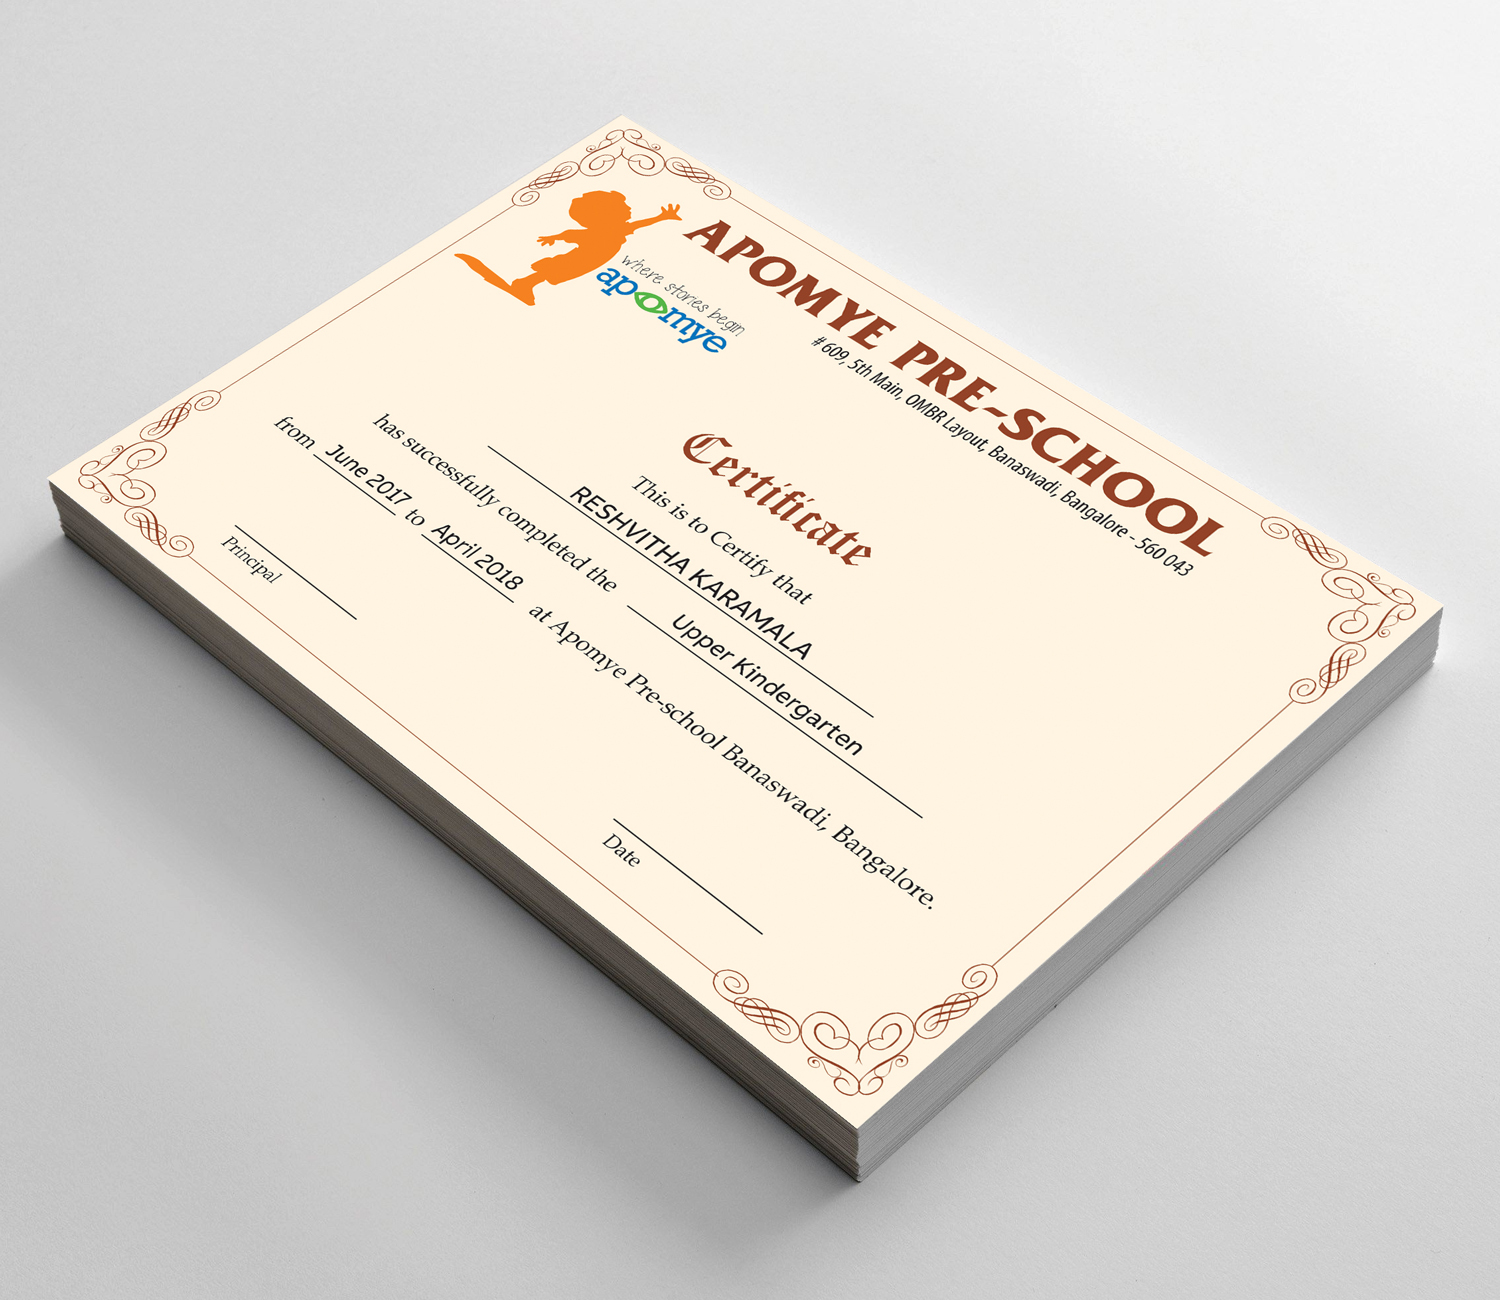 APOMYE PRE-SCHOOL
# 609, 5th Main, OMBR Layout, Banaswadi, Bangalore - 560 043
where stories begin
apomye
Certificate
This is to Certify that
RESHVITHA KARAMALA
has successfully completed the Upper Kindergarten
from June 2017 to April 2018 at Apomye Pre-school Banaswadi, Bangalore.
Principal
Date